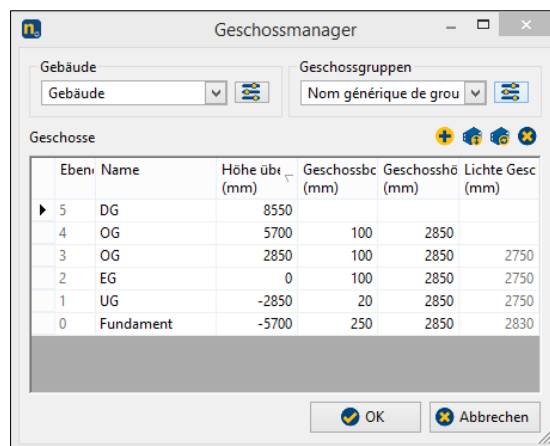 n
Geschossmanager
Gebäude
Geschossgruppen
Gebäude
Nom générique de grou
Geschosse
Ebene Name Höhe übe Geschossbo Geschosshö Lichte Gesc
(mm) (mm) (mm) (mm)
5 DG 8550
4 OG 5700 100 2850
3 OG 2850 100 2850 2750
2 EG 0 100 2850 2750
1 UG -2850 20 2850 2750
0 Fundament -5700 250 2850 2830
OK
Abbrechen